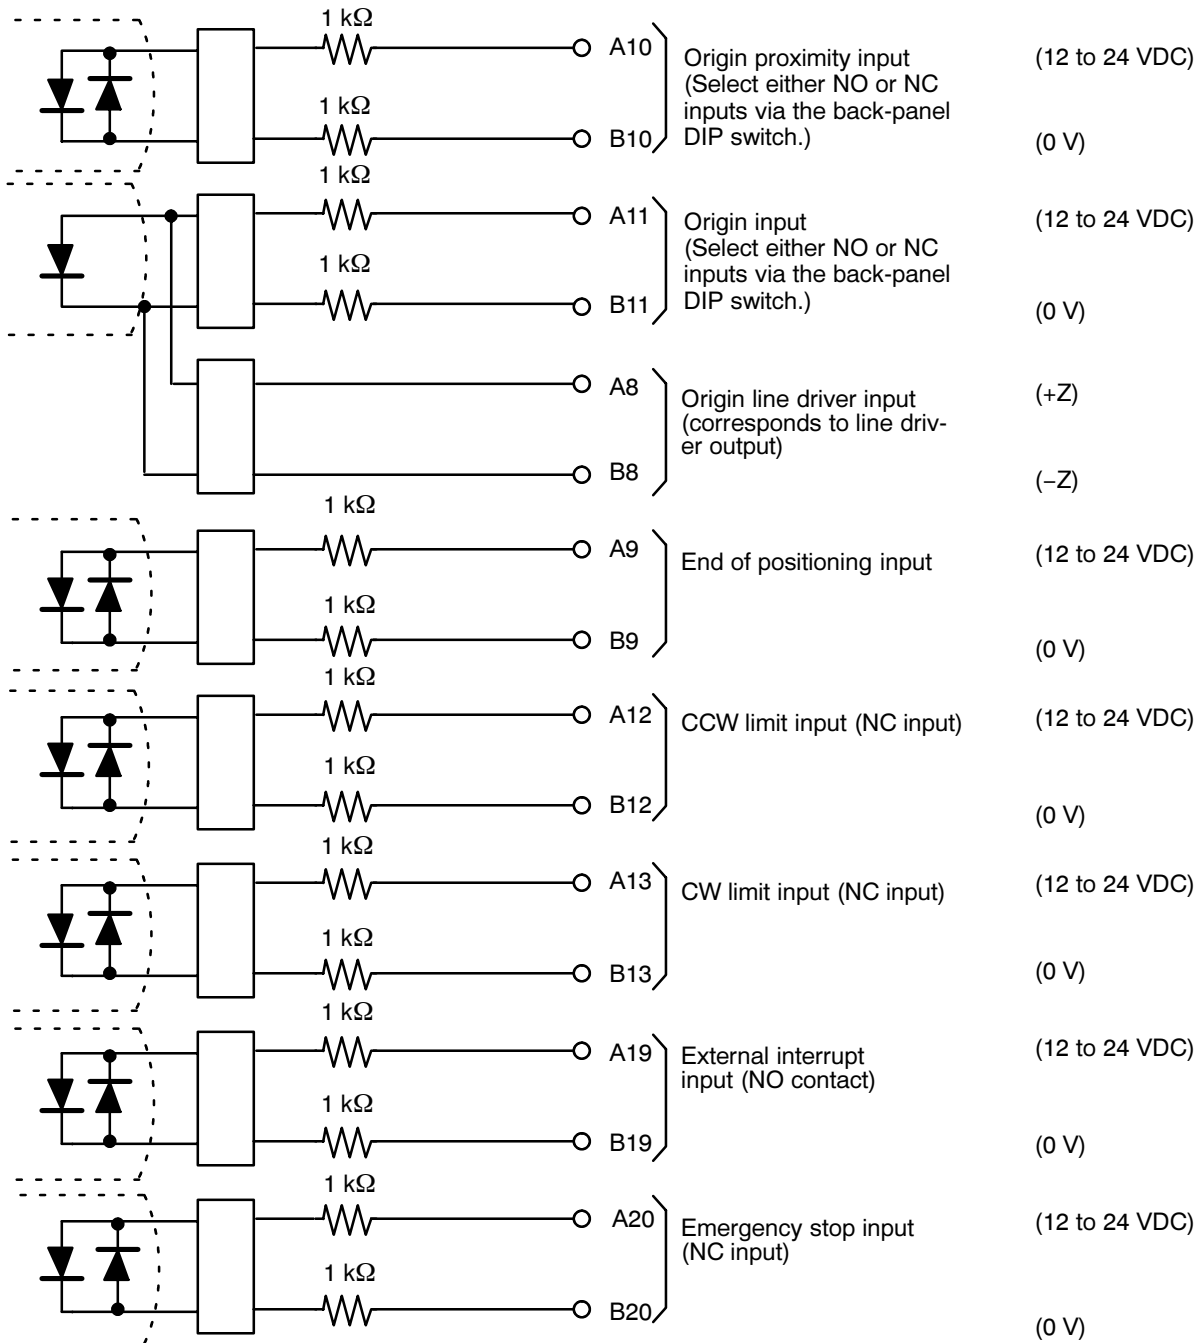 1 kΩ
A10
Origin proximity input
(Select either NO or NC
inputs via the back-panel
DIP switch.)
(12 to 24 VDC)
1 kΩ
B10
(0 V)
1 kΩ
A11
Origin input
(Select either NO or NC
inputs via the back-panel
DIP switch.)
(12 to 24 VDC)
1 kΩ
B11
(0 V)
A8
Origin line driver input
(corresponds to line driv-
er output)
(+Z)
B8
(−Z)
1 kΩ
A9
End of positioning input
(12 to 24 VDC)
1 kΩ
B9
(0 V)
1 kΩ
A12
CCW limit input (NC input)
(12 to 24 VDC)
1 kΩ
B12
(0 V)
1 kΩ
A13
CW limit input (NC input)
(12 to 24 VDC)
1 kΩ
B13
(0 V)
1 kΩ
A19
External interrupt
input (NO contact)
(12 to 24 VDC)
1 kΩ
B19
(0 V)
1 kΩ
A20
Emergency stop input
(NC input)
(12 to 24 VDC)
1 kΩ
B20
(0 V)